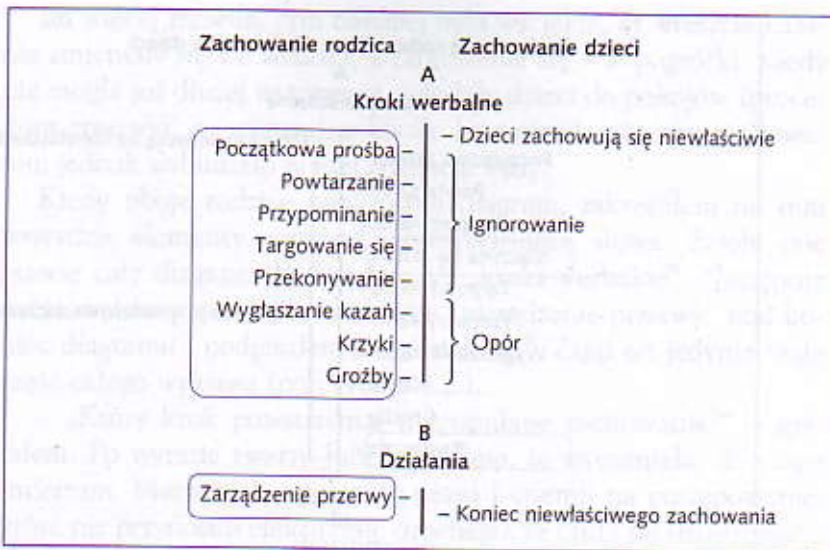 Zachowanie rodzica Zachowanie dzieci
A
Kroki werbalne
– Dzieci zachowują się niewłaściwie
Początkowa prośba –
Powtarzanie –
Przypominanie – Ignorowanie
Targowanie się –
Przekonywanie –
Wygłaszanie kazań –
Krzyki – Opór
Groźby –
B
Działania
Zarządzenie przerwy –
– Koniec niewłaściwego zachowania